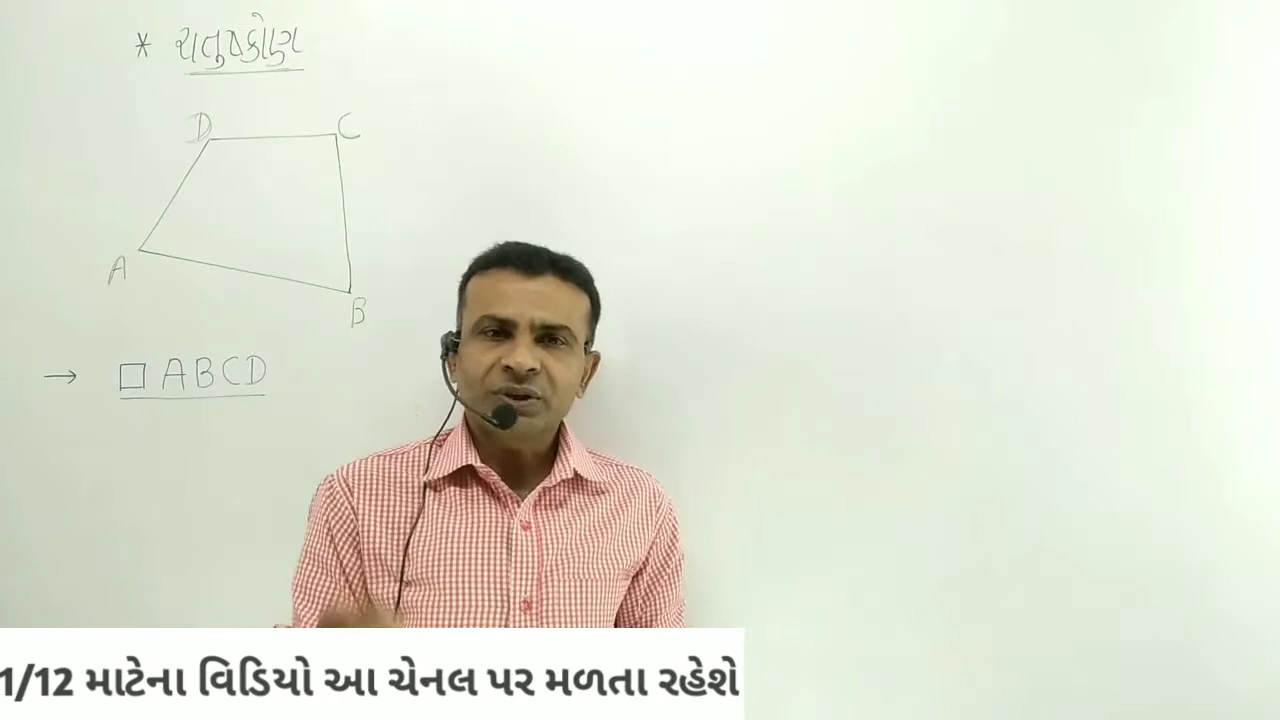 * ચતુષ્કોણ
D C
A
B
→ □ ABCD
1/12 માટેના વિડિયો આ ચેનલ પર મળતા રહેશે